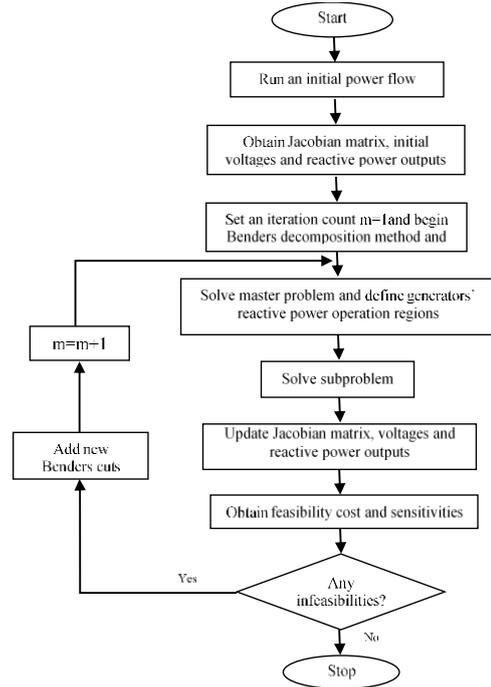 Start
Run an initial power flow
Obtain Jacobian matrix, initial
voltages and reactive power outputs
Set an iteration count m=1and begin
Benders decomposition method and
Solve master problem and define generators'
reactive power operation regions
m=m+1
Solve subproblem
Add new
Benders cuts
Update Jacobian matrix, voltages and
reactive power outputs
Obtain feasibility cost and sensitivities
Yes
Any
infeasibilities?
No
Stop